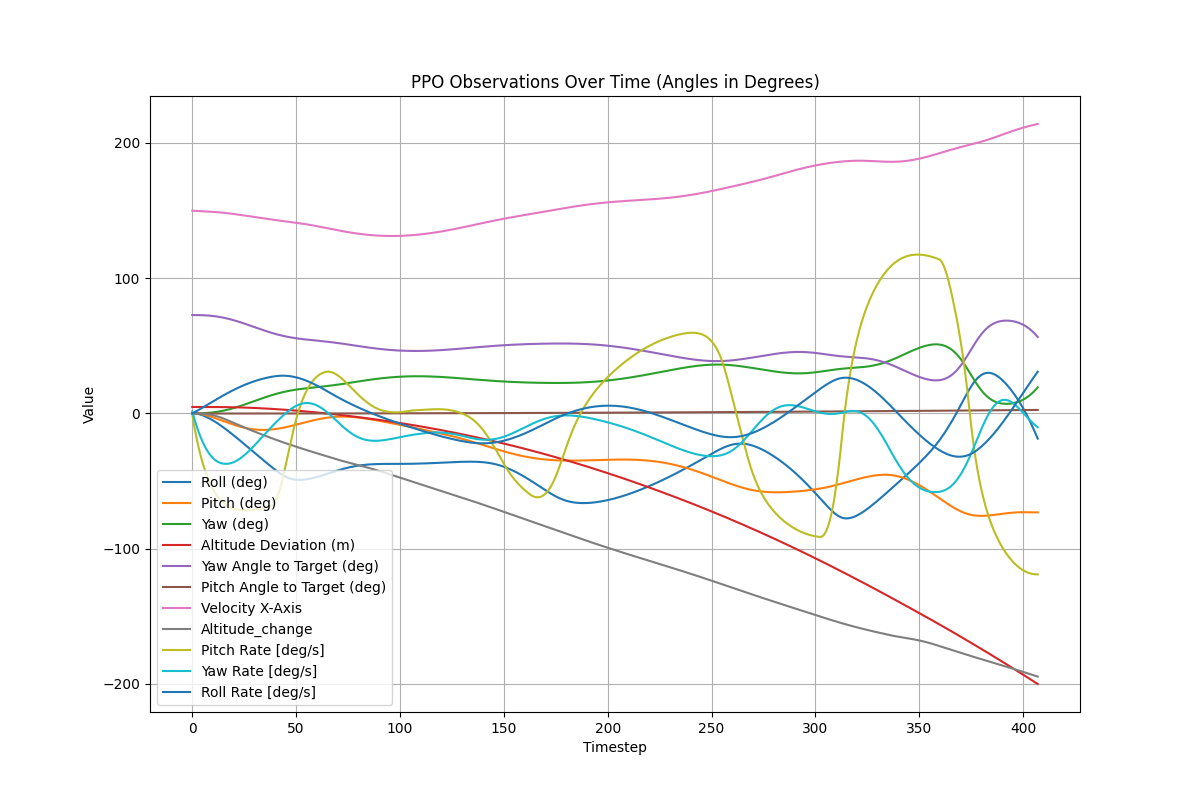 PPO Observations Over Time (Angles in Degrees)
200
100
0
−100
−200
Value
Roll (deg)
Pitch (deg)
Yaw (deg)
Altitude Deviation (m)
Yaw Angle to Target (deg)
Pitch Angle to Target (deg)
Velocity X-Axis
Altitude_change
Pitch Rate [deg/s]
Yaw Rate [deg/s]
Roll Rate [deg/s]
0 50 100 150 200 250 300 350 400
Timestep